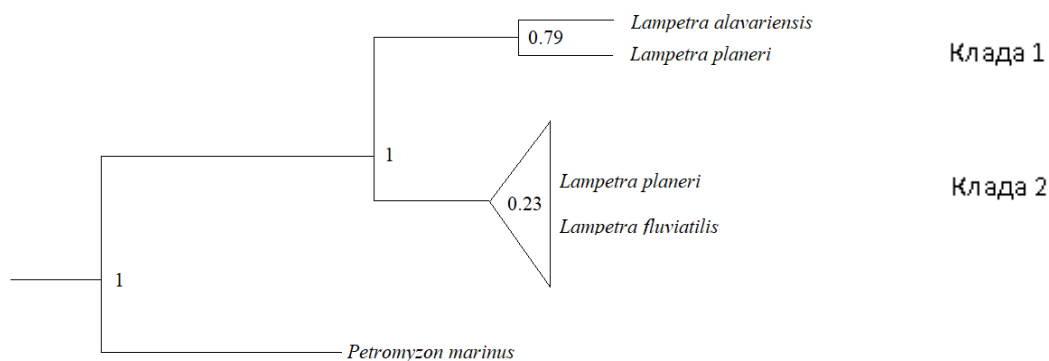 Lampetra alavariensis
0.79
Lampetra planeri
Клада 1
1
Lampetra planeri
Клада 2
0.23
Lampetra fluviatilis
1
Petromyzon marinus